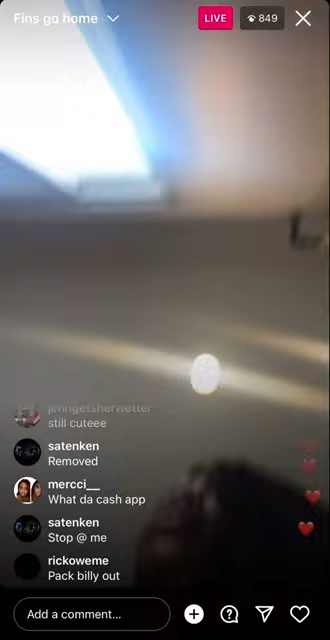 Fins go home
LIVE
849
jinngetsherwetter
still cuteee
satenken
Removed
mercci__
What da cash app
satenken
Stop @ me
rickoweme
Pack billy out
Add a comment...